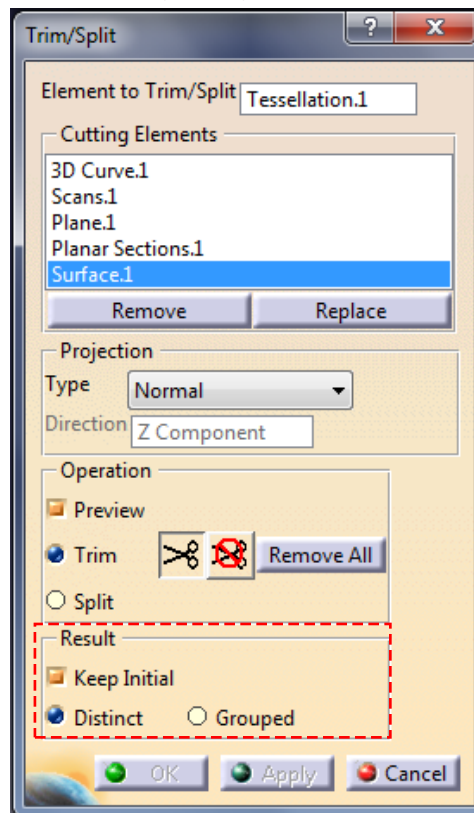 Trim/Split
Element to Trim/Split Tessellation.1
Cutting Elements
3D Curve.1
Scans.1
Plane.1
Planar Sections.1
Surface.1
Remove Replace
Projection
Type Normal
Direction Z Component
Operation
Preview
Trim Remove All
Split
Result
Keep Initial
Distinct Grouped
OK Apply Cancel